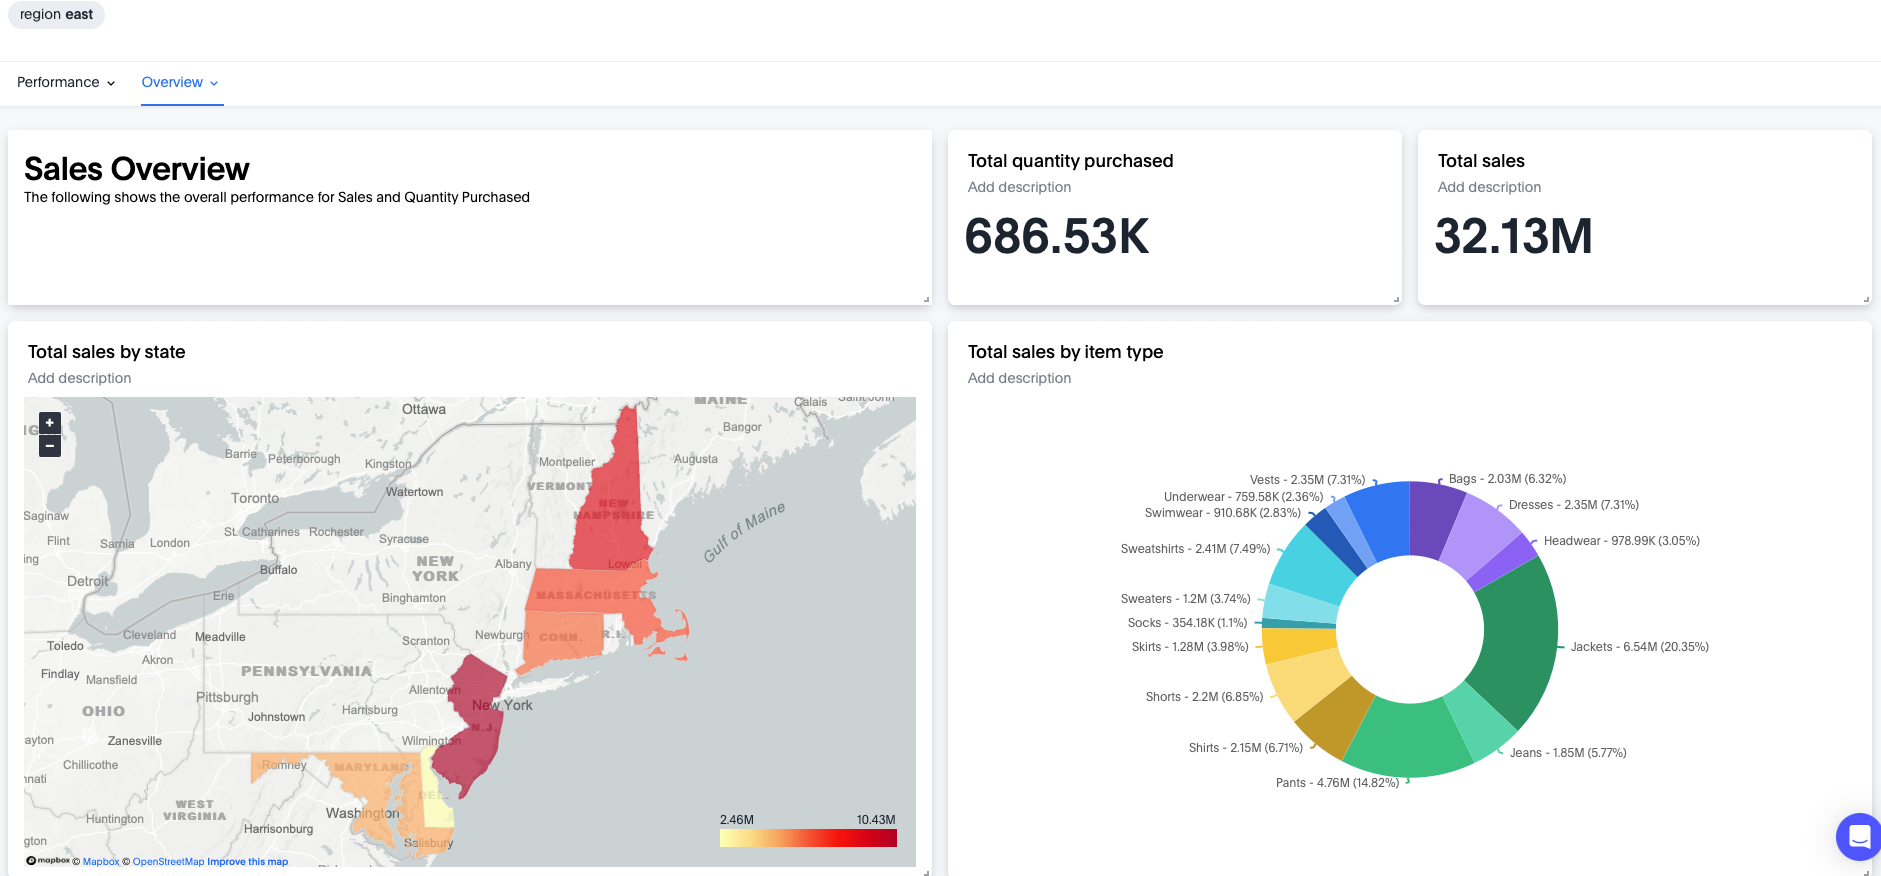 region east
Performance
Overview
Sales Overview
The following shows the overall performance for Sales and Quantity Purchased
Total quantity purchased
Add description
686.53K
Total sales
Add description
32.13M
Total sales by state
Add description
+
−
Ottawa
MAINE
Calais
Saint John
Bangor
Barrie
Peterborough
Kingston
Montpelier
Augusta
Watertown
VERMONT
Toronto
NEW
HAMPSHIRE
Gulf of Maine
Saginaw
St. Catharines
Rochester
Syracuse
Flint
Sarnia
London
NEW
YORK
Albany
Lowell
Buffalo
Detroit
Erie
Binghamton
MASSACHUSETTS
Cleveland
Meadville
Scranton
Newburgh
CONN.
R.I.
Toledo
Akron
Findlay
Mansfield
PENNSYLVANIA
Allentown
Pittsburgh
New York
OHIO
Johnstown
Harrisburg
N.J.
ayton
Zanesville
Wilmington
Chillicothe
Romney
MARYLAND
nnati
DEL.
WEST
VIRGINIA
Washington
Huntington
Harrisonburg
Salisbury
gton
2.46M
10.43M
mapbox © Mapbox © OpenStreetMap Improve this map
Total sales by item type
Add description
Vests - 2.35M (7.31%)
Bags - 2.03M (6.32%)
Underwear - 759.58K (2.36%)
Dresses - 2.35M (7.31%)
Swimwear - 910.68K (2.83%)
Headwear - 978.99K (3.05%)
Sweatshirts - 2.41M (7.49%)
Sweaters - 1.2M (3.74%)
Socks - 354.18K (1.1%)
Skirts - 1.28M (3.98%)
Jackets - 6.54M (20.35%)
Shorts - 2.2M (6.85%)
Shirts - 2.15M (6.71%)
Jeans - 1.85M (5.77%)
Pants - 4.76M (14.82%)